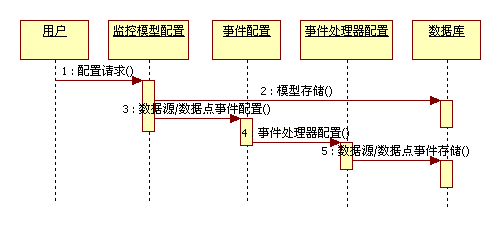 用户 监控模型配置 事件配置 事件处理器配置 数据库
1 : 配置请求()
2 : 模型存储()
3 : 数据源/数据点事件配置()
4 事件处理器配置()
5 : 数据源/数据点事件存储()